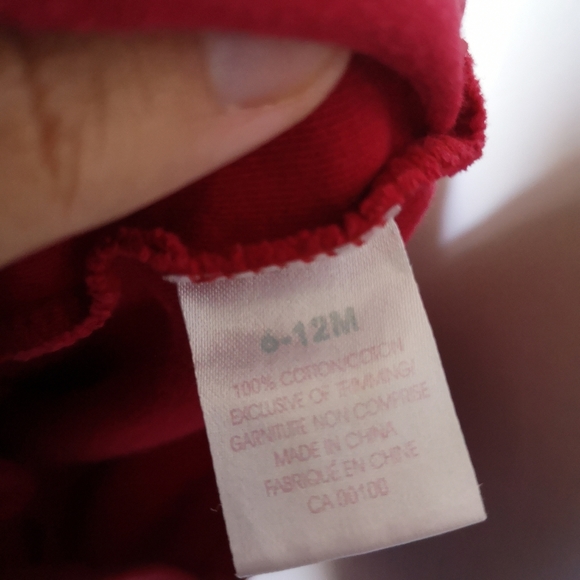 6-12M
100% COTTON/COTON
EXCLUSIVE OF TRIMMING/
GARNITURE NON COMPRISE
MADE IN CHINA
FABRIQUÉ EN CHINE
CA 00100